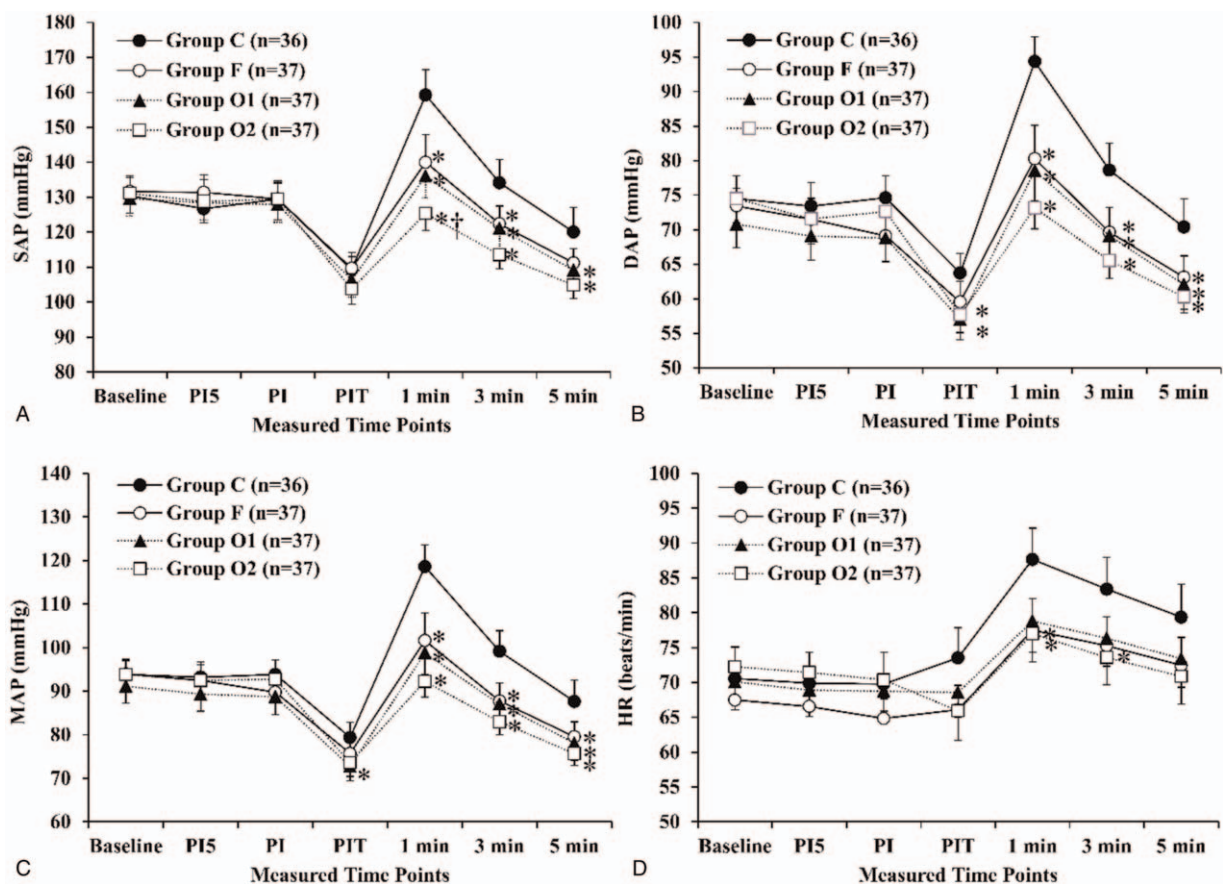 180
170
160
150
140
130
120
110
100
90
80
SAP (mmHg)
Group C (n=36)
Group F (n=37)
Group O1 (n=37)
Group O2 (n=37)
*
*
*†
*
*
*
*
*
Baseline PI5 PI PIT 1 min 3 min 5 min
Measured Time Points
A
100
95
90
85
80
75
70
65
60
55
50
DAP (mmHg)
Group C (n=36)
Group F (n=37)
Group O1 (n=37)
Group O2 (n=37)
*
*
*
*
*
*
*
*
*
*
*
Baseline PI5 PI PIT 1 min 3 min 5 min
Measured Time Points
B
140
130
120
110
100
90
80
70
60
MAP (mmHg)
Group C (n=36)
Group F (n=37)
Group O1 (n=37)
Group O2 (n=37)
*
*
*
*
*
*
*
*
*
*
Baseline PI5 PI PIT 1 min 3 min 5 min
Measured Time Points
C
100
95
90
85
80
75
70
65
60
55
50
HR (beats/min)
Group C (n=36)
Group F (n=37)
Group O1 (n=37)
Group O2 (n=37)
*
*
*
Baseline PI5 PI PIT 1 min 3 min 5 min
Measured Time Points
D